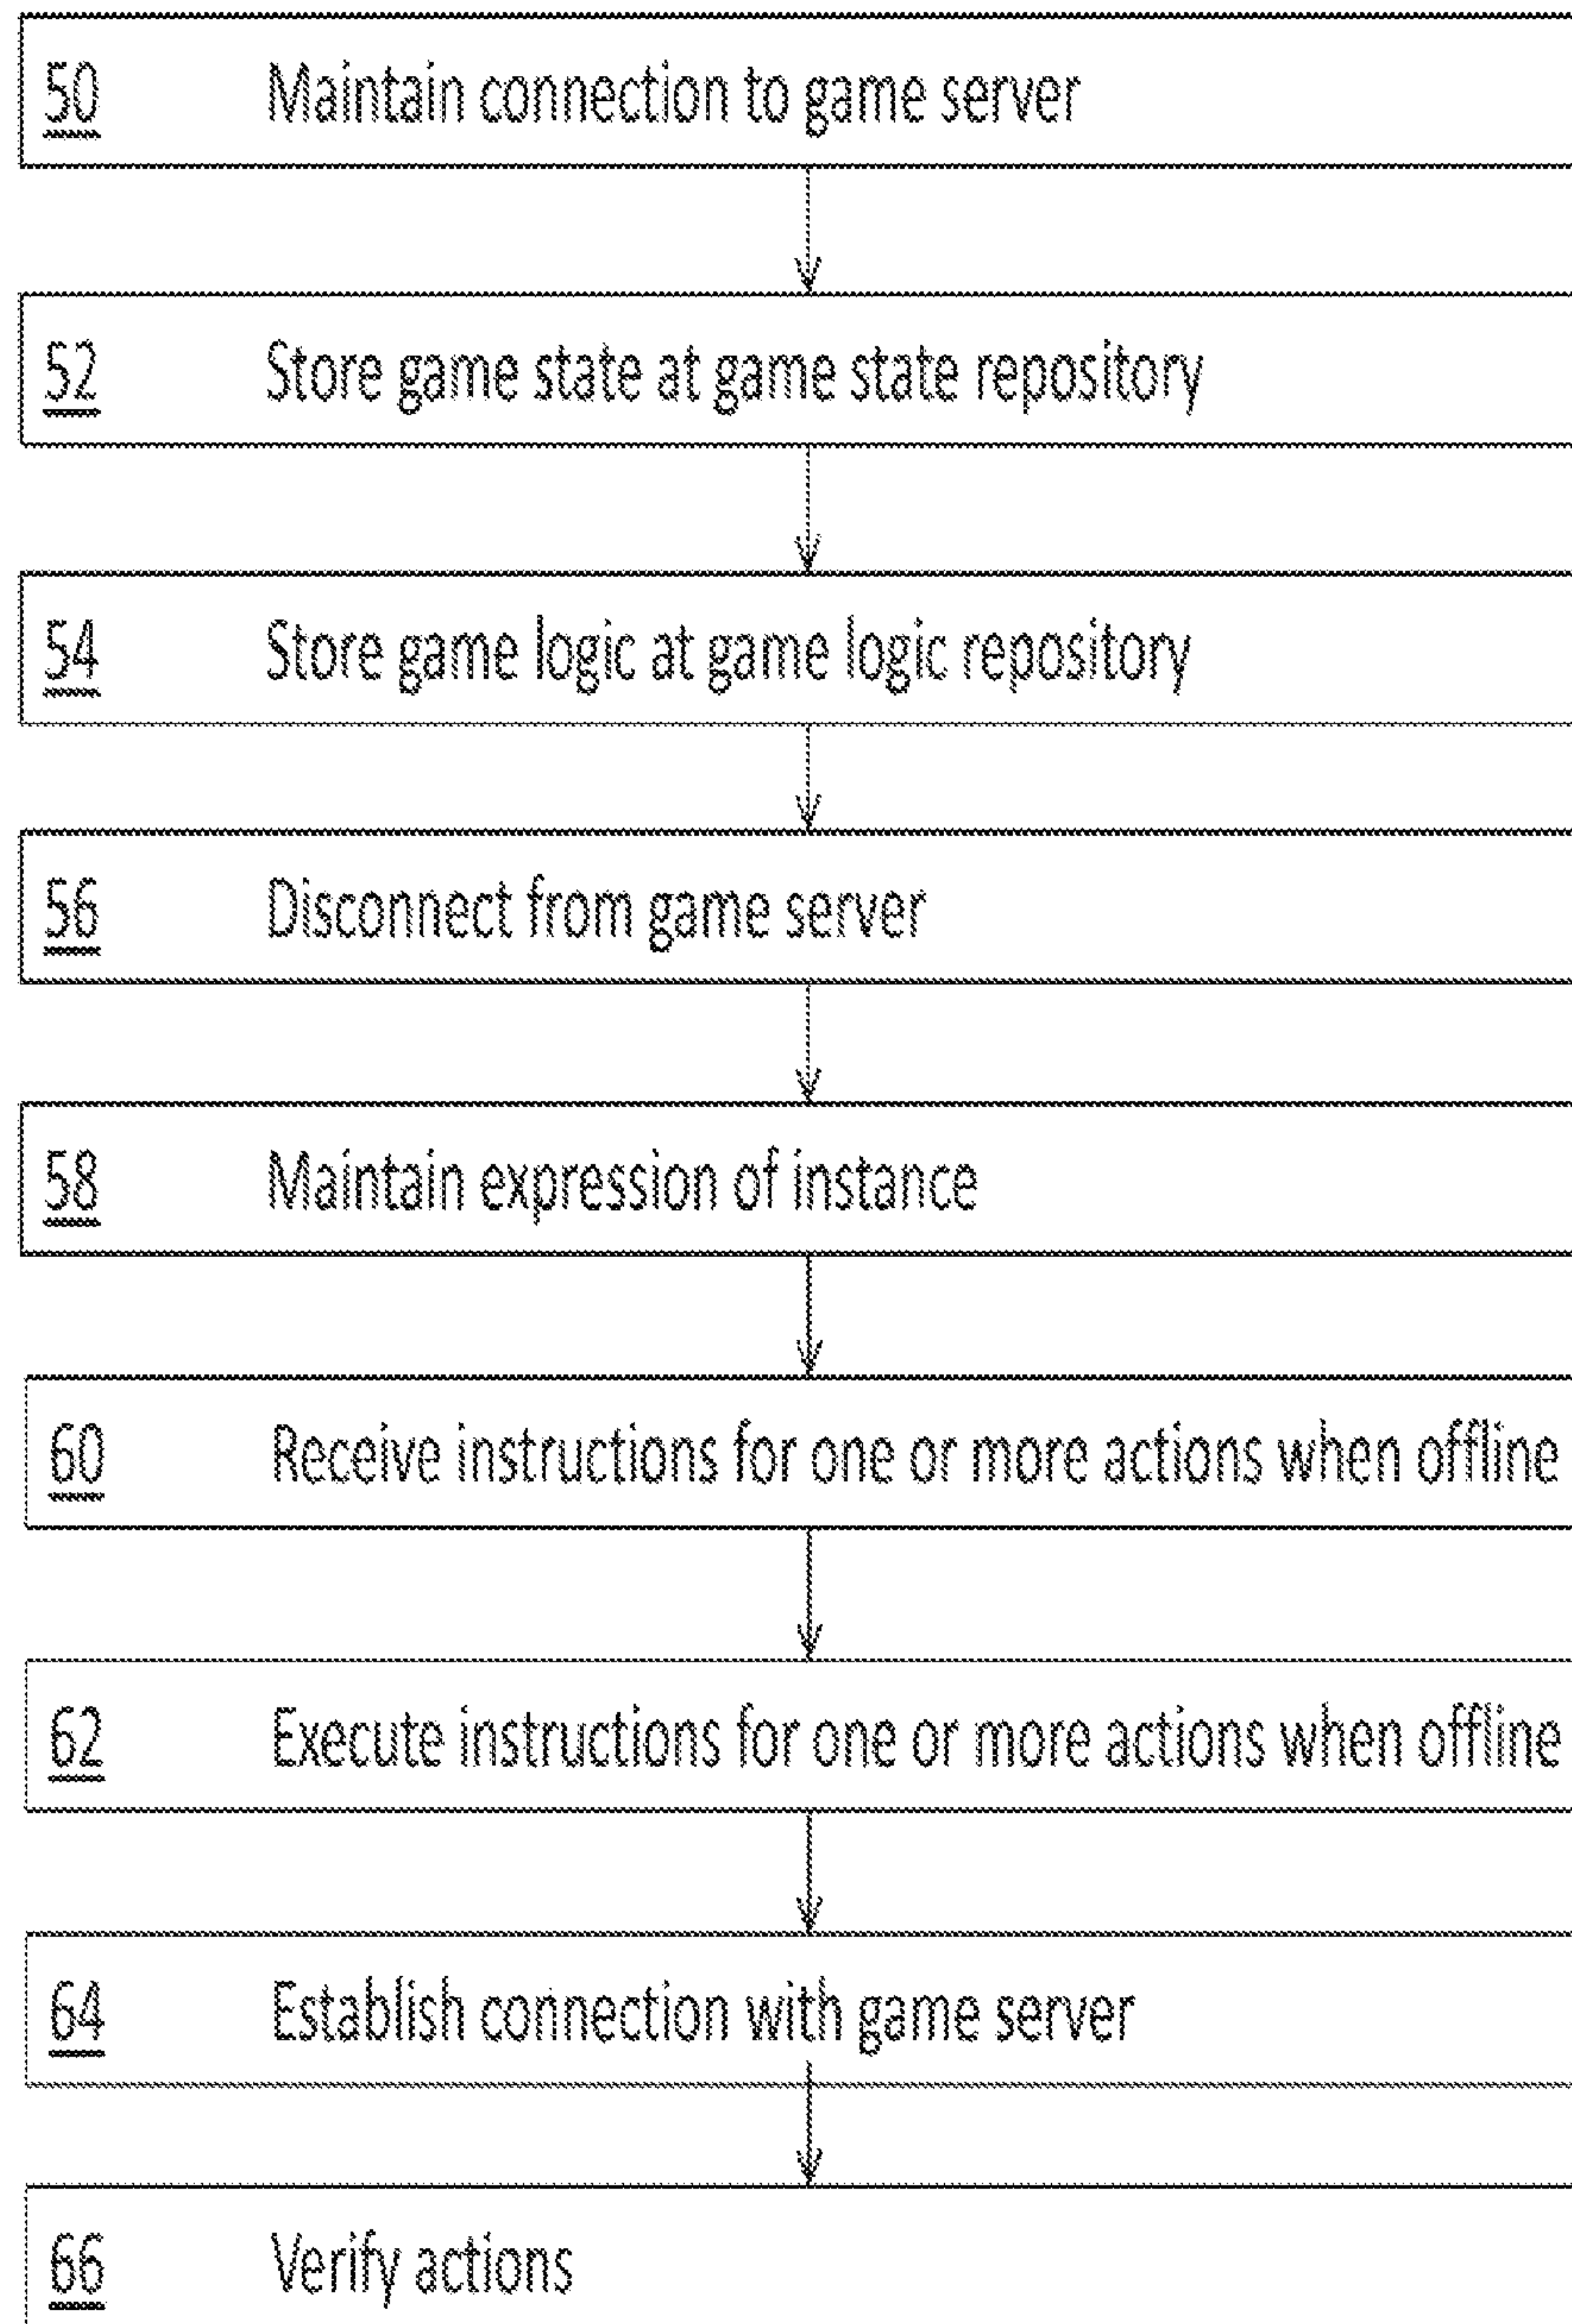 50 Maintain connection to game server
52 Store game state at game state repository
54 Store game logic at game logic repository
56 Disconnect from game server
58 Maintain expression of instance
60 Receive instructions for one or more actions when offline
62 Execute instructions for one or more actions when offline
64 Establish connection with game server
66 Verify actions